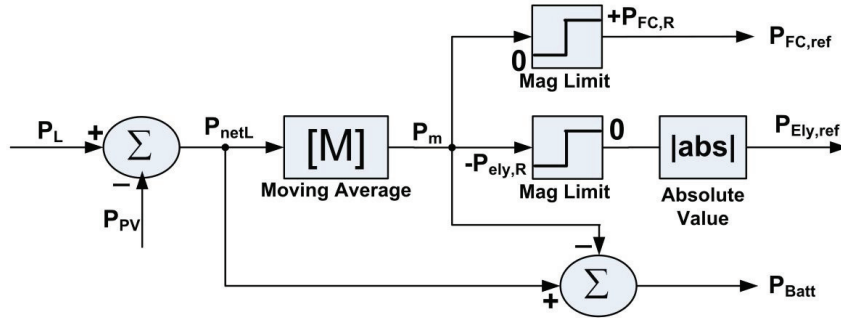 +P_FC,R
P_FC,ref
0
Mag Limit
P_L
+
Σ
−
P_PV
P_netL
[M]
Moving Average
P_m
0
-P_ely,R
Mag Limit
|abs|
Absolute
Value
P_Ely,ref
−
+
Σ
P_Batt